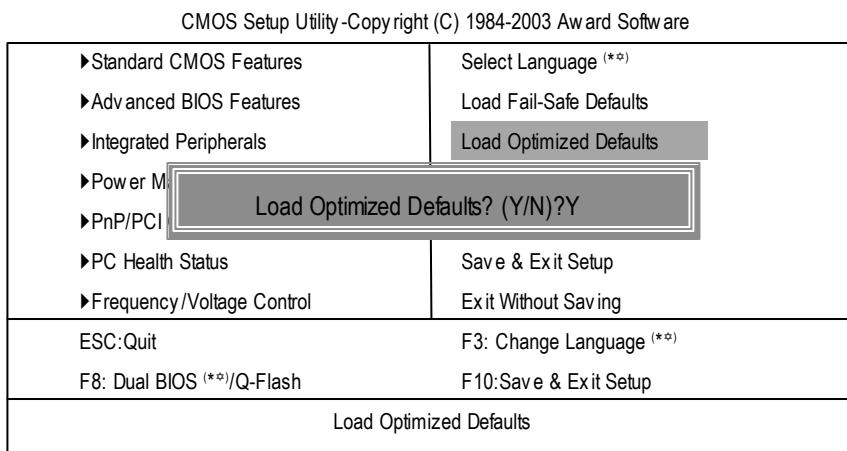 CMOS Setup Utility-Copyright (C) 1984-2003 Award Software
▶Standard CMOS Features
▶Advanced BIOS Features
▶Integrated Peripherals
▶Power M
▶PnP/PCI
▶PC Health Status
▶Frequency/Voltage Control
Select Language (*✡)
Load Fail-Safe Defaults
Load Optimized Defaults
Load Optimized Defaults? (Y/N)?Y
Save & Exit Setup
Exit Without Saving
ESC:Quit
F3: Change Language (*✡)
F8: Dual BIOS (*✡)/Q-Flash
F10:Save & Exit Setup
Load Optimized Defaults